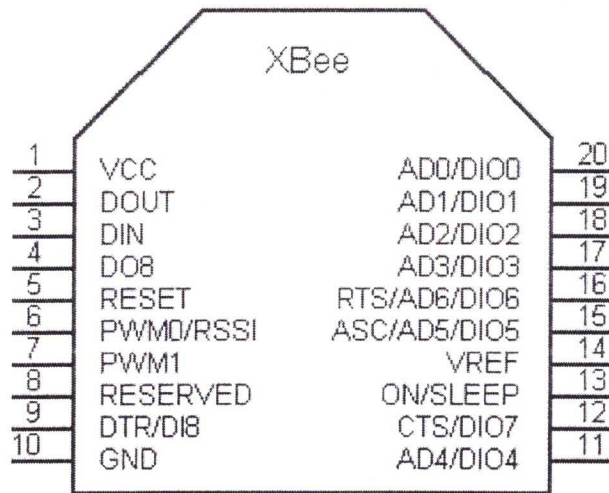 XBee
1 VCC AD0/DIO0 20
2 DOUT AD1/DIO1 19
3 DIN AD2/DIO2 18
4 DO8 AD3/DIO3 17
5 RESET RTS/AD6/DIO6 16
6 PWM0/RSSI ASC/AD5/DIO5 15
7 PWM1 VREF 14
8 RESERVED ON/SLEEP 13
9 DTR/DI8 CTS/DIO7 12
10 GND AD4/DIO4 11